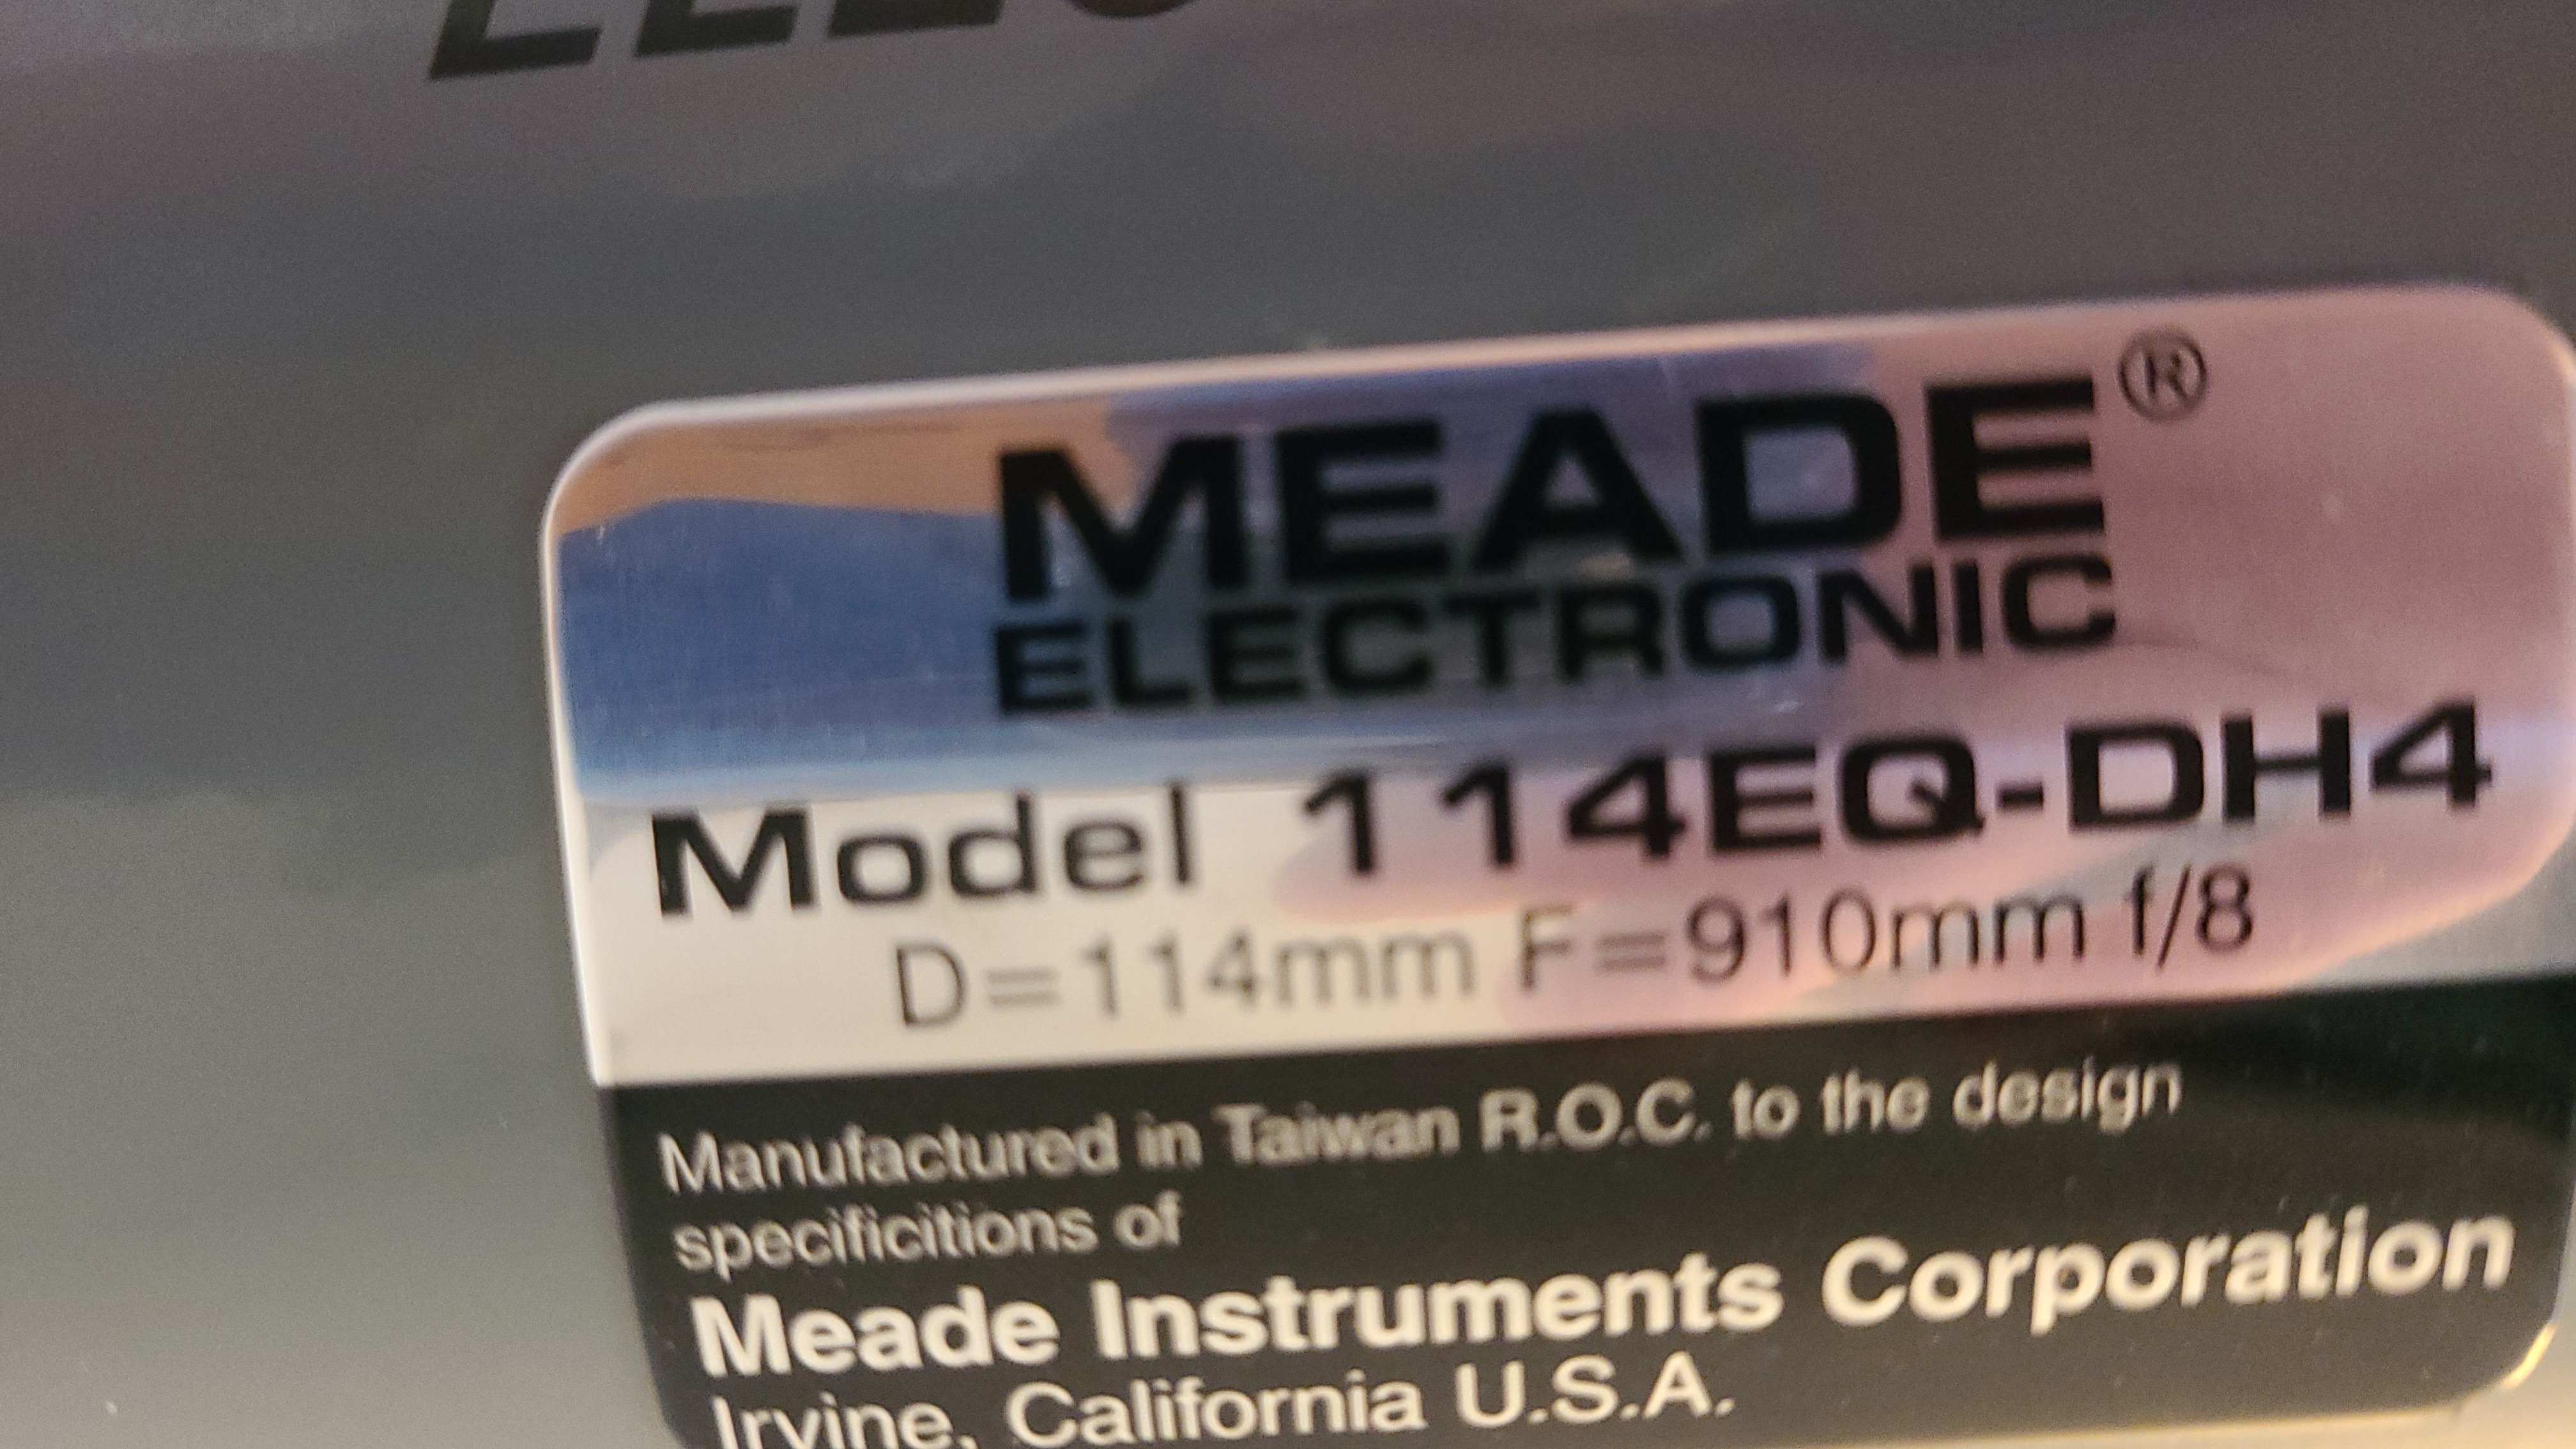 MEADE®
ELECTRONIC
Model 114EQ-DH4
D=114mm F=910mm f/8
Manufactured in Taiwan R.O.C. to the design
specificitions of
Meade Instruments Corporation
Irvine, California U.S.A.